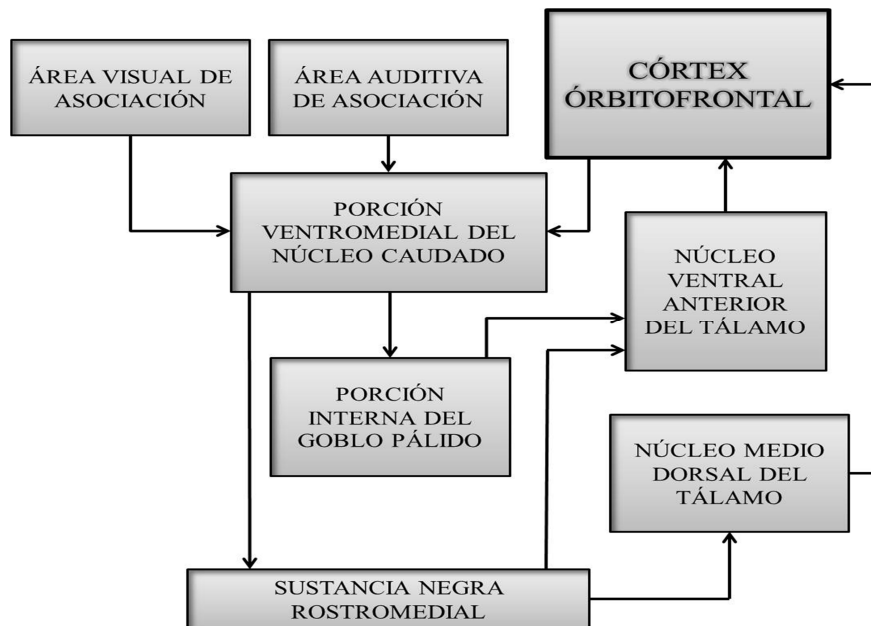 ÁREA VISUAL DE
ASOCIACIÓN
ÁREA AUDITIVA
DE ASOCIACIÓN
CÓRTEX
ÓRBITOFRONTAL
PORCIÓN
VENTROMEDIAL DEL
NÚCLEO CAUDADO
NÚCLEO
VENTRAL
ANTERIOR
DEL TÁLAMO
PORCIÓN
INTERNA DEL
GOBLO PÁLIDO
NÚCLEO MEDIO
DORSAL DEL
TÁLAMO
SUSTANCIA NEGRA
ROSTROMEDIAL